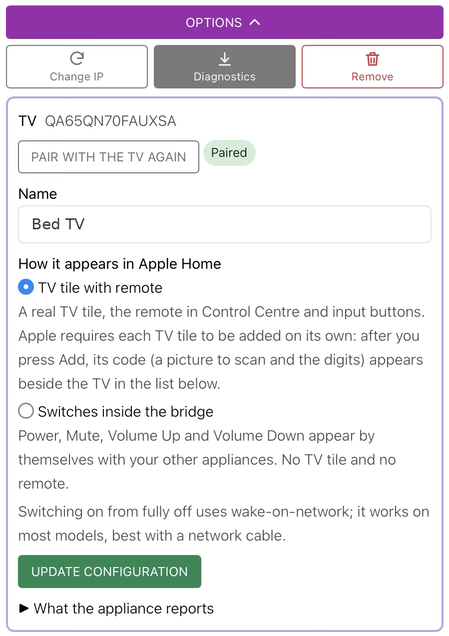 OPTIONS
Change IP
Diagnostics
Remove
TV QA65QN70FAUXSA
PAIR WITH THE TV AGAIN
Paired
Name
Bed TV
How it appears in Apple Home
TV tile with remote
A real TV tile, the remote in Control Centre and input buttons.
Apple requires each TV tile to be added on its own: after you
press Add, its code (a picture to scan and the digits) appears
beside the TV in the list below.
Switches inside the bridge
Power, Mute, Volume Up and Volume Down appear by
themselves with your other appliances. No TV tile and no
remote.
Switching on from fully off uses wake-on-network; it works on
most models, best with a network cable.
UPDATE CONFIGURATION
What the appliance reports